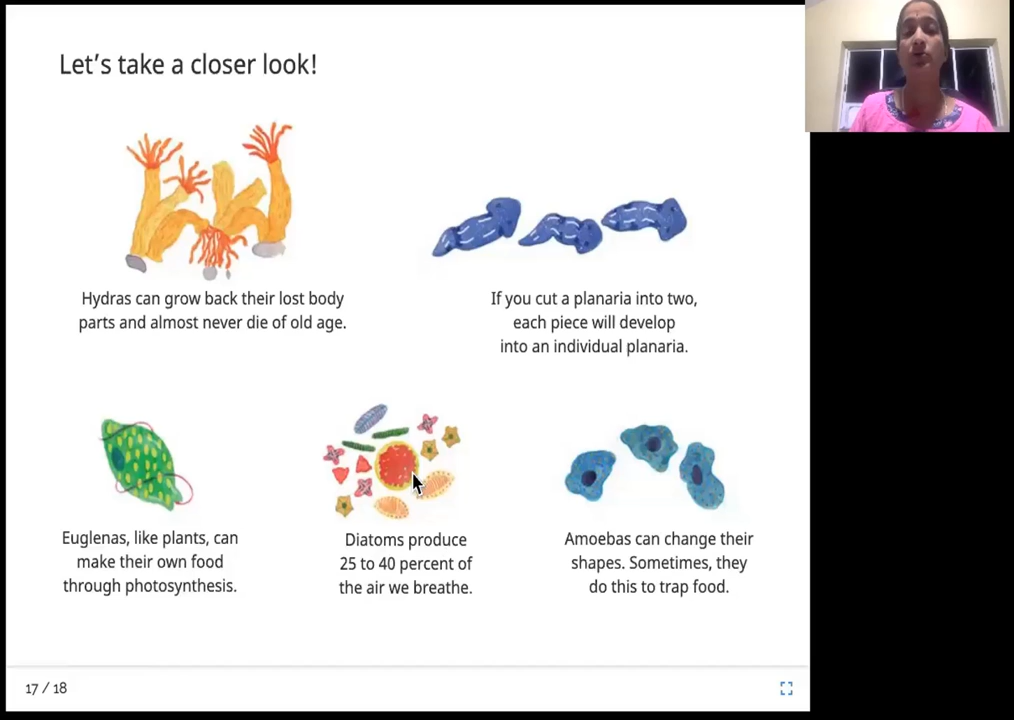 Let's take a closer look!
Hydras can grow back their lost body
parts and almost never die of old age.
If you cut a planaria into two,
each piece will develop
into an individual planaria.
Euglenas, like plants, can
make their own food
through photosynthesis.
Diatoms produce
25 to 40 percent of
the air we breathe.
Amoebas can change their
shapes. Sometimes, they
do this to trap food.
17 / 18